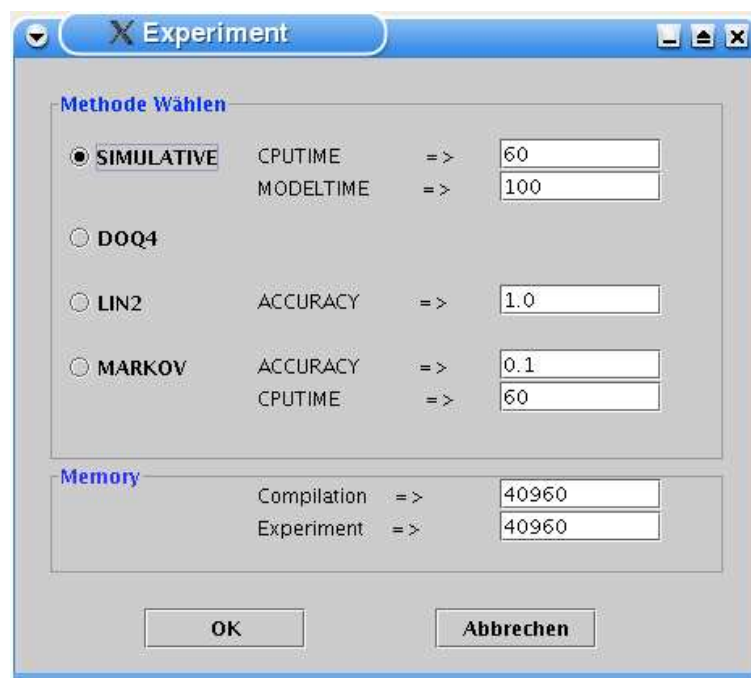 Experiment
Methode Wählen
SIMULATIVE CPUTIME => 60
MODELTIME => 100
DOQ4
LIN2 ACCURACY => 1.0
MARKOV ACCURACY => 0.1
CPUTIME => 60
Memory
Compilation => 40960
Experiment => 40960
OK Abbrechen